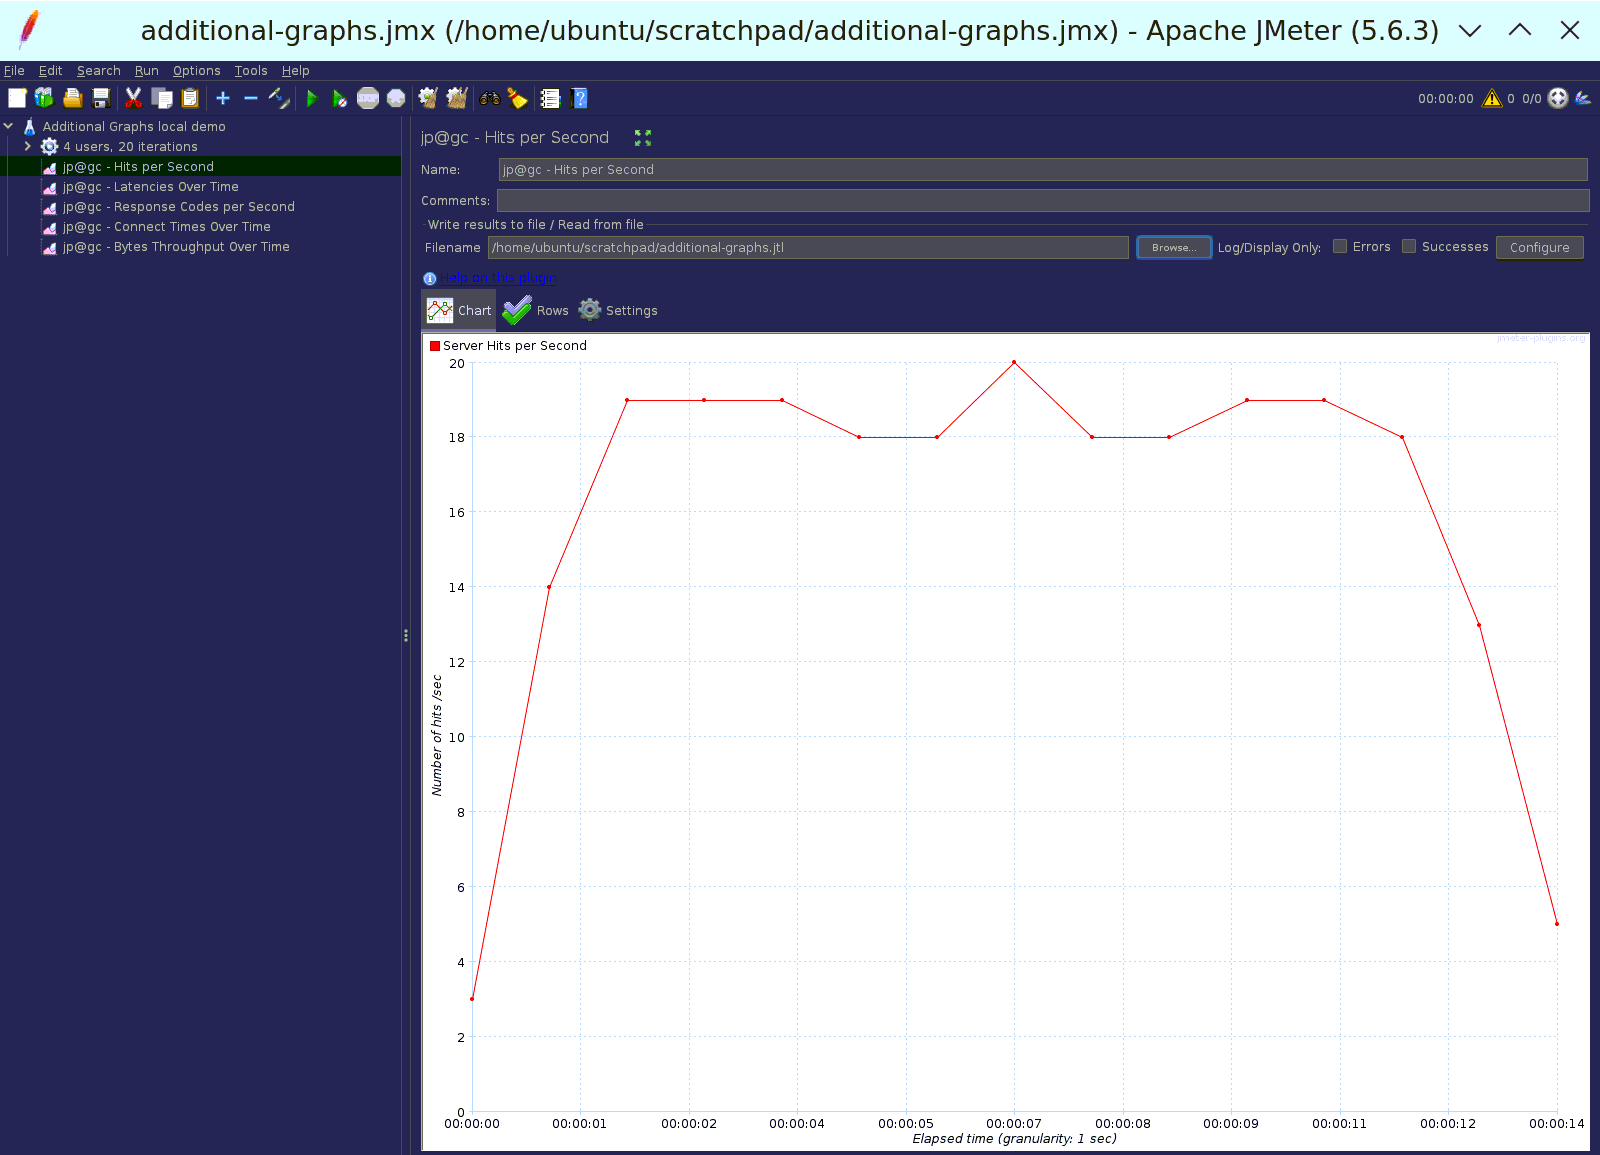 additional-graphs.jmx (/home/ubuntu/scratchpad/additional-graphs.jmx) - Apache JMeter (5.6.3)
File Edit Search Run Options Tools Help
00:00:00 0 0/0
Additional Graphs local demo
4 users, 20 iterations
jp@gc - Hits per Second
jp@gc - Latencies Over Time
jp@gc - Response Codes per Second
jp@gc - Connect Times Over Time
jp@gc - Bytes Throughput Over Time
jp@gc - Hits per Second
Name: jp@gc - Hits per Second
Comments:
Write results to file / Read from file
Filename /home/ubuntu/scratchpad/additional-graphs.jtl Browse... Log/Display Only: Errors Successes Configure
Help on this plugin
Chart Rows Settings
jmeter-plugins.org
Server Hits per Second
20
18
16
14
12
10
8
6
4
2
0
Number of hits /sec
00:00:00 00:00:01 00:00:02 00:00:04 00:00:05 00:00:07 00:00:08 00:00:09 00:00:11 00:00:12 00:00:14
Elapsed time (granularity: 1 sec)